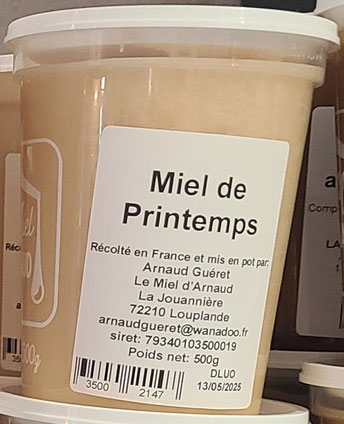 Miel de
Printemps
Récolté en France et mis en pot par:
Arnaud Guéret
Le Miel d'Arnaud
La Jouannière
72210 Louplande
arnaudgueret@wanadoo.fr
siret: 79340103500019
Poids net: 500g
3500 2147
DLUO
13/05/2025